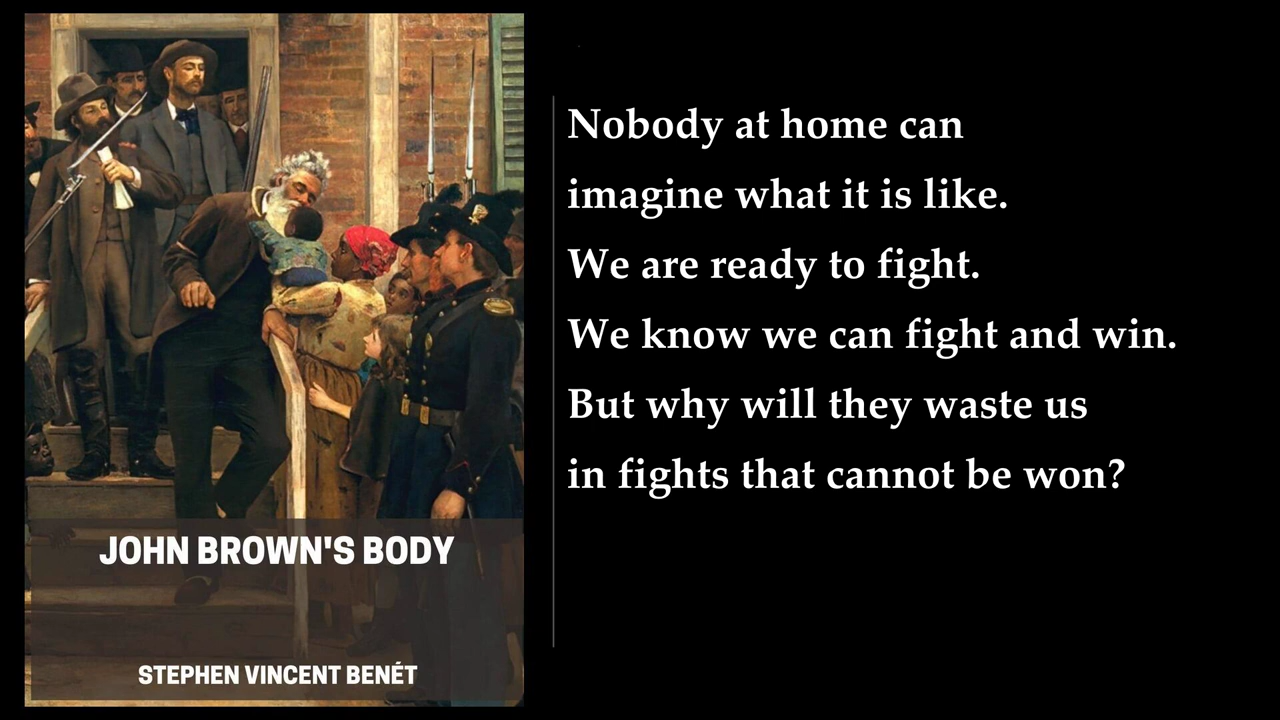 JOHN BROWN'S BODY
STEPHEN VINCENT BENÉT
Nobody at home can
imagine what it is like.
We are ready to fight.
We know we can fight and win.
But why will they waste us
in fights that cannot be won?